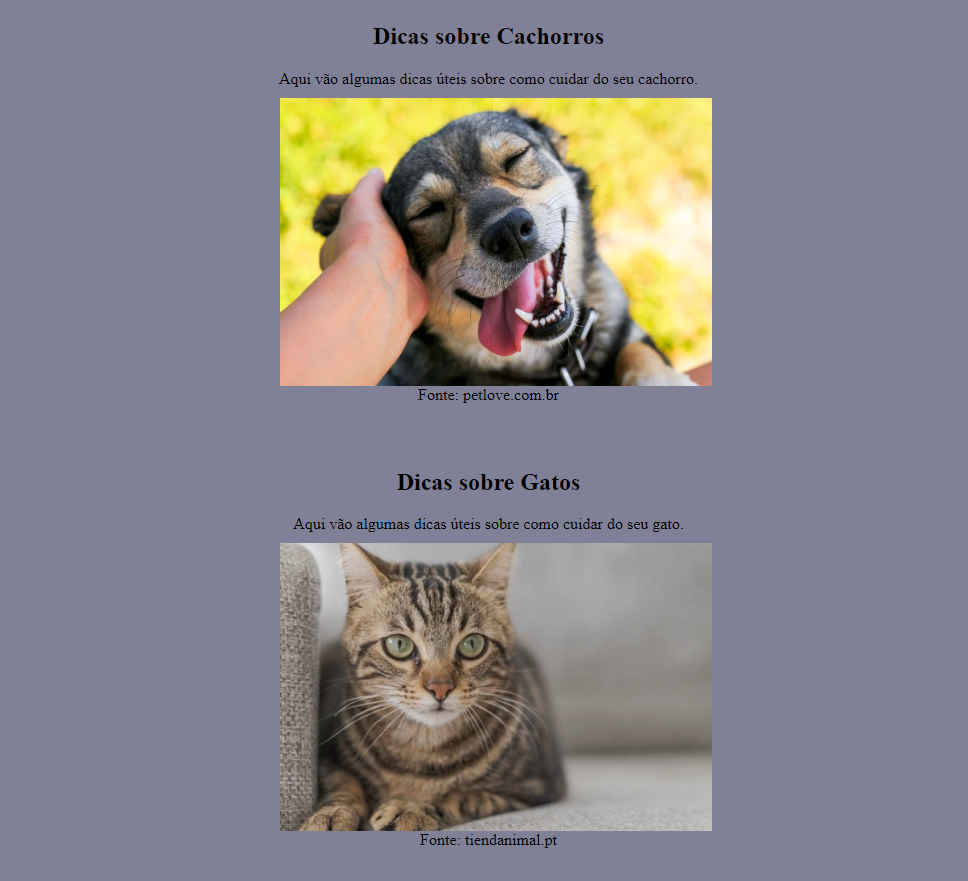 Dicas sobre Cachorros
Aqui vão algumas dicas úteis sobre como cuidar do seu cachorro.
Fonte: petlove.com.br
Dicas sobre Gatos
Aqui vão algumas dicas úteis sobre como cuidar do seu gato.
Fonte: tiendanimal.pt